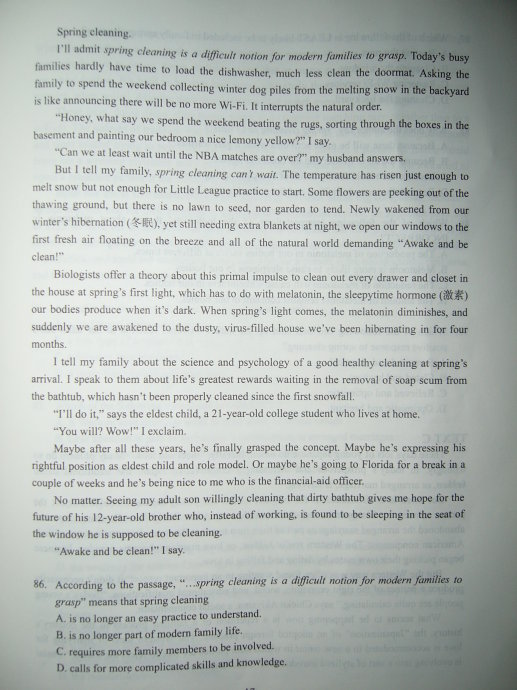 Spring cleaning.
I'll admit spring cleaning is a difficult notion for modern families to grasp. Today's busy
families hardly have time to load the dishwasher, much less clean the doormat. Asking the
family to spend the weekend collecting winter dog piles from the melting snow in the backyard
is like announcing there will be no more Wi-Fi. It interrupts the natural order.
"Honey, what say we spend the weekend beating the rugs, sorting through the boxes in the
basement and painting our bedroom a nice lemony yellow?" I say.
"Can we at least wait until the NBA matches are over?" my husband answers.
But I tell my family, spring cleaning can't wait. The temperature has risen just enough to
melt snow but not enough for Little League practice to start. Some flowers are peeking out of the
thawing ground, but there is no lawn to seed, nor garden to tend. Newly wakened from our
winter's hibernation (冬眠), yet still needing extra blankets at night, we open our windows to the
first fresh air floating on the breeze and all of the natural world demanding "Awake and be
clean!"
Biologists offer a theory about this primal impulse to clean out every drawer and closet in
the house at spring's first light, which has to do with melatonin, the sleepytime hormone (激素)
our bodies produce when it's dark. When spring's light comes, the melatonin diminishes, and
suddenly we are awakened to the dusty, virus-filled house we've been hibernating in for four
months.
I tell my family about the science and psychology of a good healthy cleaning at spring's
arrival. I speak to them about life's greatest rewards waiting in the removal of soap scum from
the bathtub, which hasn't been properly cleaned since the first snowfall.
"I'll do it," says the eldest child, a 21-year-old college student who lives at home.
"You will? Wow!" I exclaim.
Maybe after all these years, he's finally grasped the concept. Maybe he's expressing his
rightful position as eldest child and role model. Or maybe he's going to Florida for a break in a
couple of weeks and he's being nice to me who is the financial-aid officer.
No matter. Seeing my adult son willingly cleaning that dirty bathtub gives me hope for the
future of his 12-year-old brother who, instead of working, is found to be sleeping in the seat of
the window he is supposed to be cleaning.
"Awake and be clean!" I say.
86. According to the passage, "...spring cleaning is a difficult notion for modern families to
grasp" means that spring cleaning
A. is no longer an easy practice to understand.
B. is no longer part of modern family life.
C. requires more family members to be involved.
D. calls for more complicated skills and knowledge.